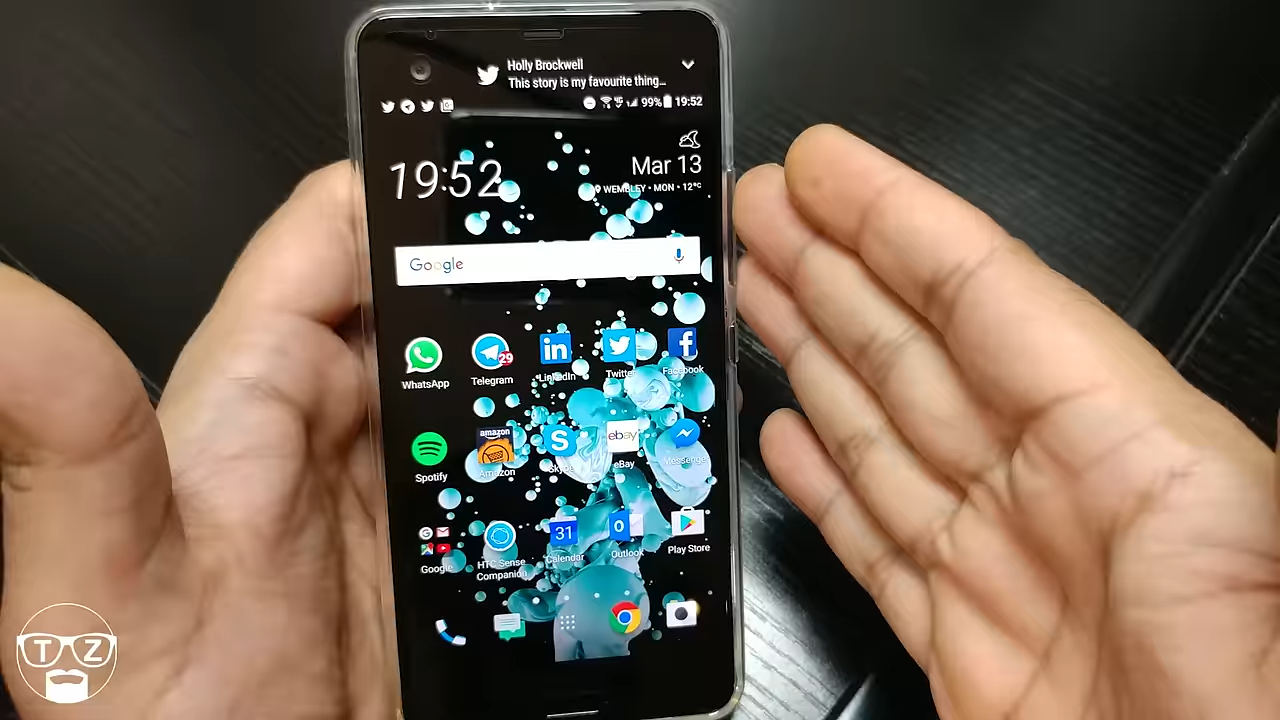 Holly Brockwell
This story is my favourite thing...
99% 19:52
19:52
Mar 13
WEMBLEY • MON • 12°C
Google
WhatsApp
Telegram
29
LinkedIn
in
Twitter
Facebook
Spotify
amazon
Amazon
Skype
ebay
eBay
Messenger
Google
HTC Sense
Companion
31
Calendar
Outlook
Play Store
T Z